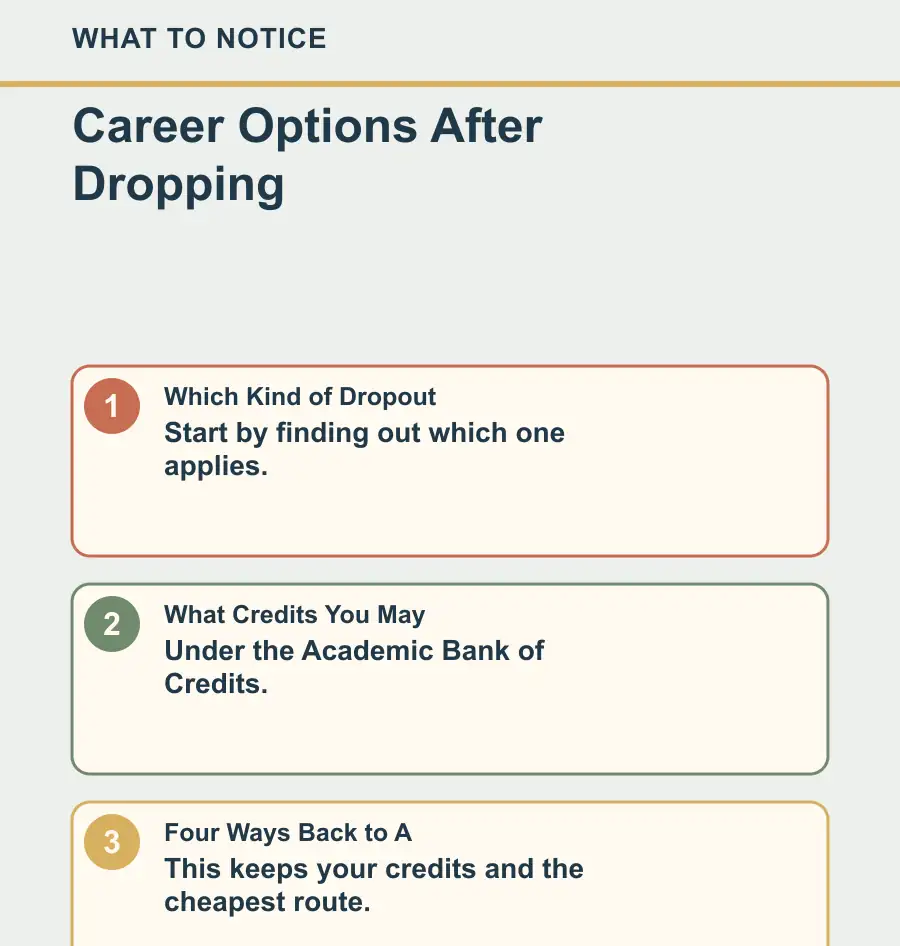 WHAT TO NOTICE
Career Options After
Dropping
1
Which Kind of Dropout
Start by finding out which one
applies.
2
What Credits You May
Under the Academic Bank of
Credits.
3
Four Ways Back to A
This keeps your credits and the
cheapest route.